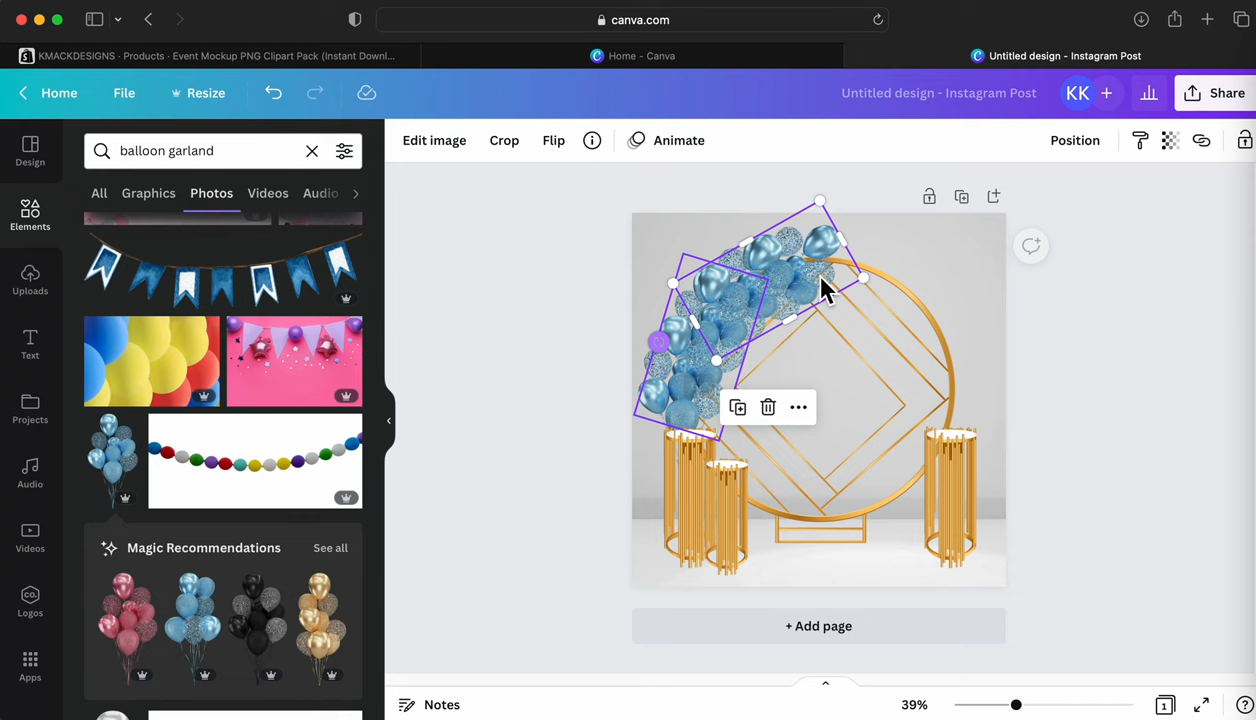 canva.com
KMACKDESIGNS · Products · Event Mockup PNG Clipart Pack (Instant Downl...
Home – Canva
Untitled design - Instagram Post
Home
File
Resize
Untitled design - Instagram Post
KK
+
Share
Design
Elements
Uploads
Text
Projects
Audio
Videos
Logos
Apps
balloon garland
All
Graphics
Photos
Videos
Audio
Magic Recommendations
See all
Edit image
Crop
Flip
Animate
Position
+ Add page
Notes
39%
1
?